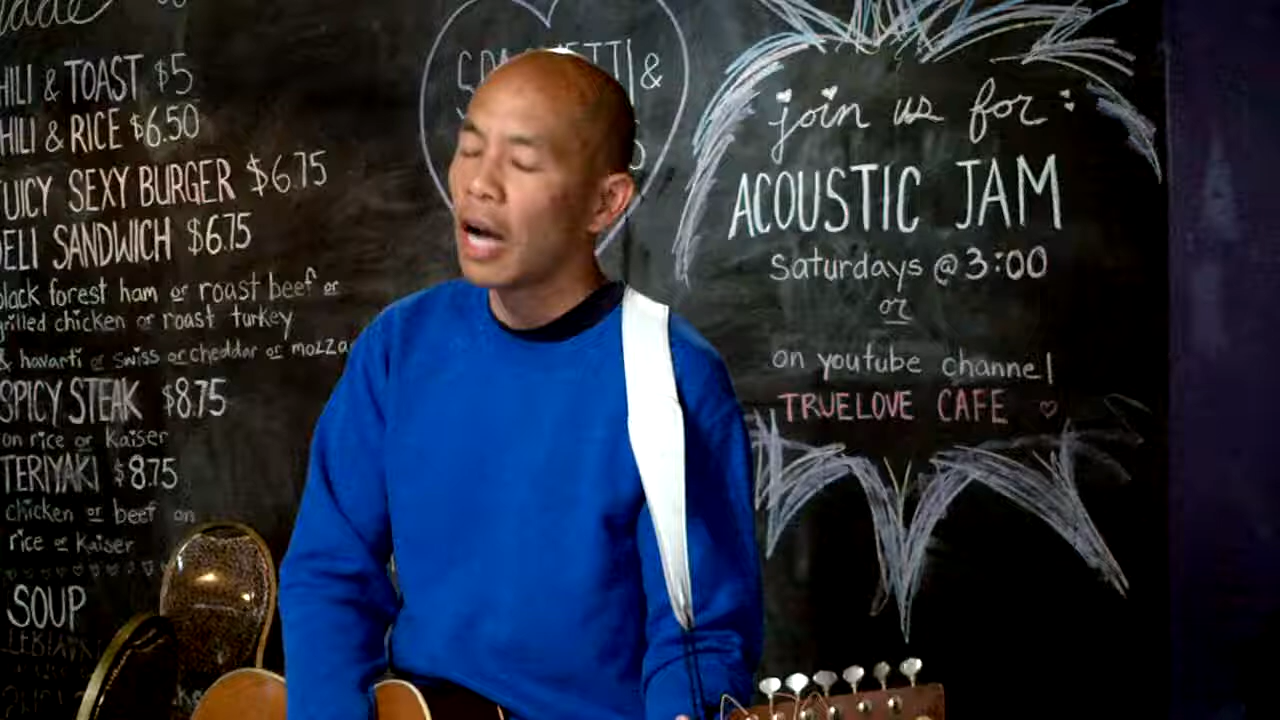 HILI & TOAST $5
HILI & RICE $6.50
JUICY SEXY BURGER $6.75
DELI SANDWICH $6.75
black forest ham or roast beef or
grilled chicken or roast turkey
& havarti or swiss or cheddar or mozza
SPICY STEAK $8.75
on rice or Kaiser
TERIYAKI $8.75
chicken or beef on
rice or Kaiser
SOUP
&
join us for:
ACOUSTIC JAM
Saturdays @ 3:00
or
on youtube channel
TRUELOVE CAFE